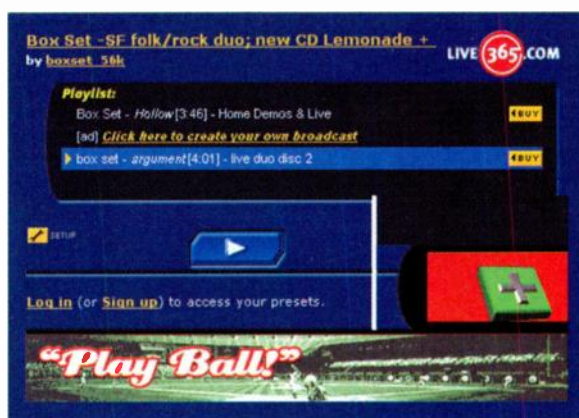 Box Set -SF folk/rock duo; new CD Lemonade +
by boxset_56k
LIVE 365.COM
Playlist:
Box Set - Hollow [3:46] - Home Demos & Live
BUY
[ad] Click here to create your own broadcast
box set - argument [4:01] - live duo disc 2
BUY
SETUP
Log in (or Sign up) to access your presets.
“Play Ball!”